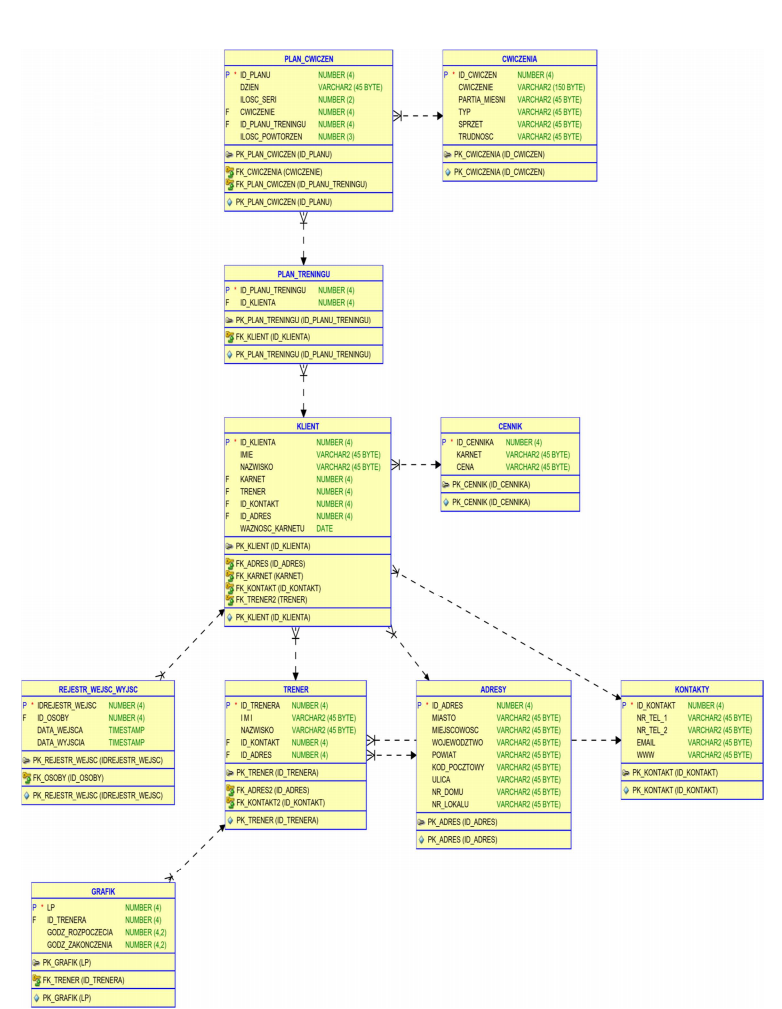 PLAN_CWICZEN
P * ID_PLANU NUMBER (4)
DZIEN VARCHAR2 (45 BYTE)
ILOSC_SERI NUMBER (2)
F CWICZENIE NUMBER (4)
F ID_PLANU_TRENINGU NUMBER (4)
ILOSC_POWTORZEN NUMBER (3)
PK_PLAN_CWICZEN (ID_PLANU)
FK_CWICZENIA (CWICZENIE)
FK_PLAN_CWICZEN (ID_PLANU_TRENINGU)
PK_PLAN_CWICZEN (ID_PLANU)
CWICZENIA
P * ID_CWICZEN NUMBER (4)
CWICZENIE VARCHAR2 (150 BYTE)
PARTIA_MIESNI VARCHAR2 (45 BYTE)
TYP VARCHAR2 (45 BYTE)
SPRZET VARCHAR2 (45 BYTE)
TRUDNOSC VARCHAR2 (45 BYTE)
PK_CWICZENIA (ID_CWICZEN)
PK_CWICZENIA (ID_CWICZEN)
PLAN_TRENINGU
P * ID_PLANU_TRENINGU NUMBER (4)
F ID_KLIENTA NUMBER (4)
PK_PLAN_TRENINGU (ID_PLANU_TRENINGU)
FK_KLIENT (ID_KLIENTA)
PK_PLAN_TRENINGU (ID_PLANU_TRENINGU)
KLIENT
P * ID_KLIENTA NUMBER (4)
IMIE VARCHAR2 (45 BYTE)
NAZWISKO VARCHAR2 (45 BYTE)
F KARNET NUMBER (4)
F TRENER NUMBER (4)
F ID_KONTAKT NUMBER (4)
F ID_ADRES NUMBER (4)
WAZNOSC_KARNETU DATE
PK_KLIENT (ID_KLIENTA)
FK_ADRES (ID_ADRES)
FK_KARNET (KARNET)
FK_KONTAKT (ID_KONTAKT)
FK_TRENER2 (TRENER)
PK_KLIENT (ID_KLIENTA)
CENNIK
P * ID_CENNIKA NUMBER (4)
KARNET VARCHAR2 (45 BYTE)
CENA VARCHAR2 (45 BYTE)
PK_CENNIK (ID_CENNIKA)
PK_CENNIK (ID_CENNIKA)
REJESTR_WEJSC_WYJSC
P * IDREJESTR_WEJSC NUMBER (4)
F ID_OSOBY NUMBER (4)
DATA_WEJSCA TIMESTAMP
DATA_WYJSCIA TIMESTAMP
PK_REJESTR_WEJSC (IDREJESTR_WEJSC)
FK_OSOBY (ID_OSOBY)
PK_REJESTR_WEJSC (IDREJESTR_WEJSC)
TRENER
P * ID_TRENERA NUMBER (4)
I M I VARCHAR2 (45 BYTE)
NAZWISKO VARCHAR2 (45 BYTE)
F ID_KONTAKT NUMBER (4)
F ID_ADRES NUMBER (4)
PK_TRENER (ID_TRENERA)
FK_ADRES2 (ID_ADRES)
FK_KONTAKT2 (ID_KONTAKT)
PK_TRENER (ID_TRENERA)
ADRESY
P * ID_ADRES NUMBER (4)
MIASTO VARCHAR2 (45 BYTE)
MIEJSCOWOSC VARCHAR2 (45 BYTE)
WOJEWODZTWO VARCHAR2 (45 BYTE)
POWIAT VARCHAR2 (45 BYTE)
KOD_POCZTOWY VARCHAR2 (45 BYTE)
ULICA VARCHAR2 (45 BYTE)
NR_DOMU VARCHAR2 (45 BYTE)
NR_LOKALU VARCHAR2 (45 BYTE)
PK_ADRES (ID_ADRES)
PK_ADRES (ID_ADRES)
KONTAKTY
P * ID_KONTAKT NUMBER (4)
NR_TEL_1 VARCHAR2 (45 BYTE)
NR_TEL_2 VARCHAR2 (45 BYTE)
EMAIL VARCHAR2 (45 BYTE)
WWW VARCHAR2 (45 BYTE)
PK_KONTAKT (ID_KONTAKT)
PK_KONTAKT (ID_KONTAKT)
GRAFIK
P * LP NUMBER (4)
F ID_TRENERA NUMBER (4)
GODZ_ROZPOCZECIA NUMBER (4,2)
GODZ_ZAKONCZENIA NUMBER (4,2)
PK_GRAFIK (LP)
FK_TRENER (ID_TRENERA)
PK_GRAFIK (LP)